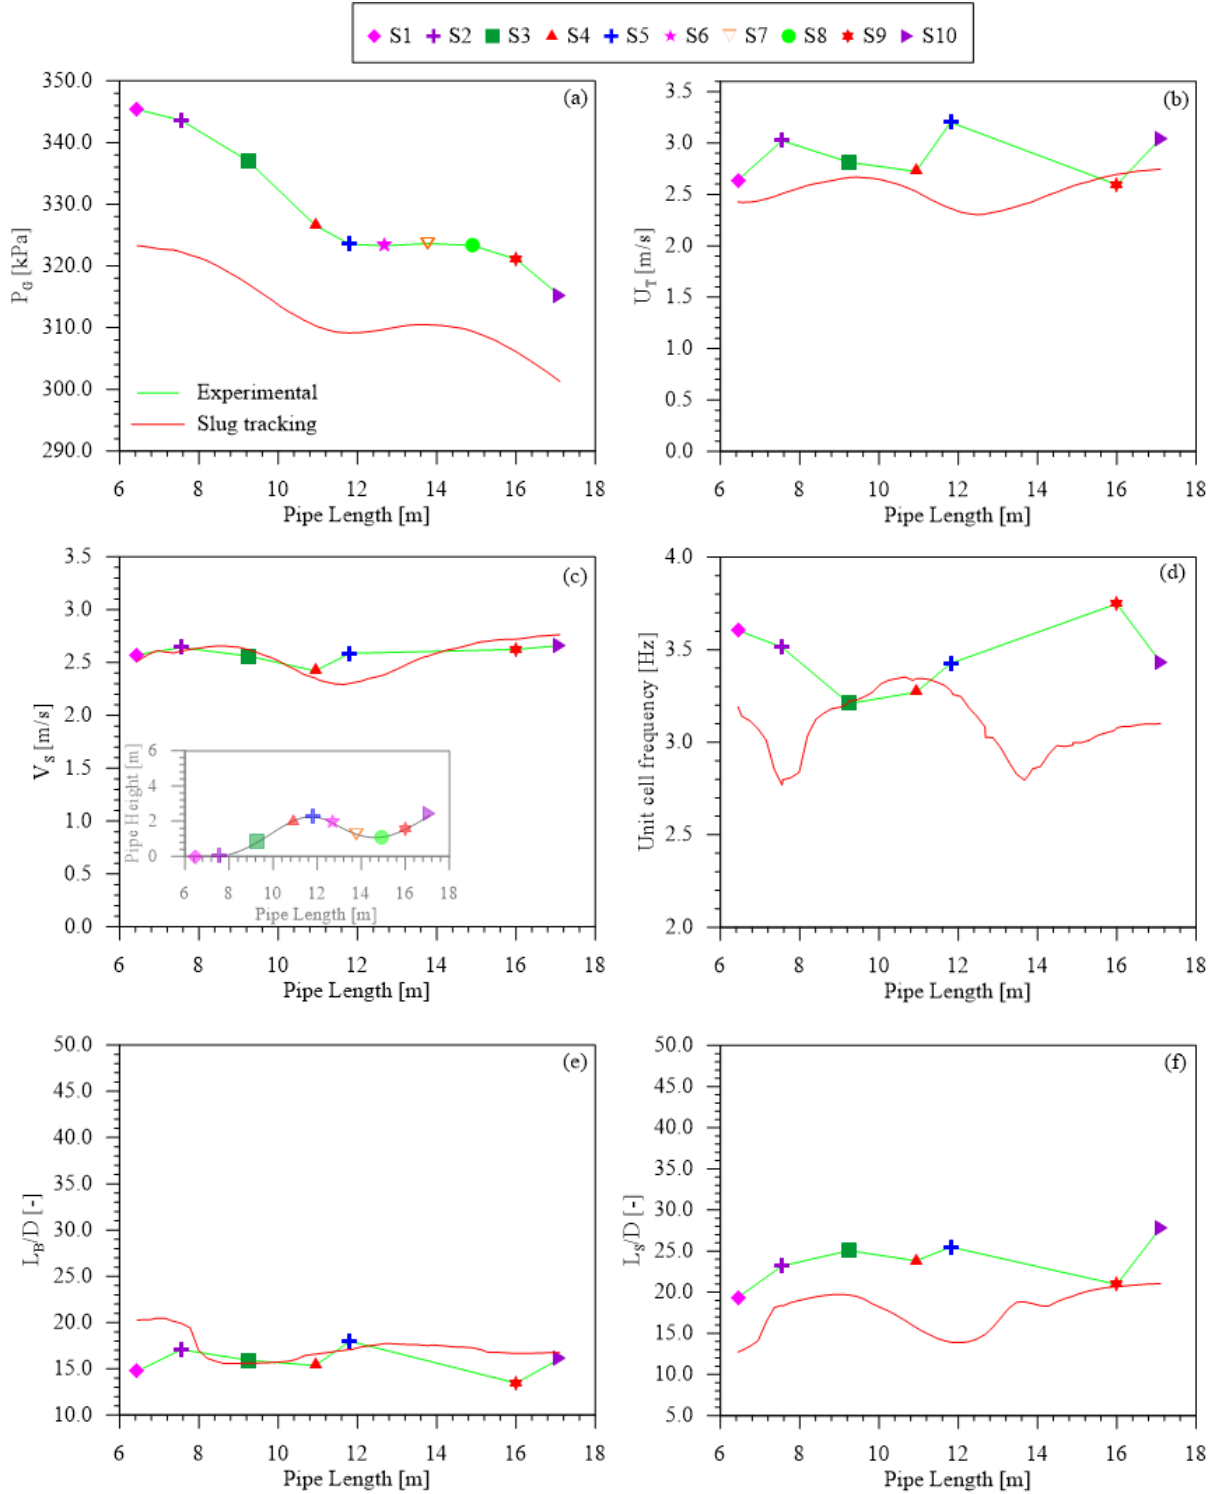 S1 S2 S3 S4 S5 S6 S7 S8 S9 S10
350.0
340.0
330.0
320.0
310.0
300.0
290.0
P_G [kPa]
(a)
Experimental
Slug tracking
6 8 10 12 14 16 18
Pipe Length [m]
3.5
3.0
2.5
2.0
1.5
1.0
0.5
0.0
U_T [m/s]
(b)
6 8 10 12 14 16 18
Pipe Length [m]
3.5
3.0
2.5
2.0
1.5
1.0
0.5
0.0
V_S [m/s]
(c)
6
4
2
0
Pipe Height [m]
6 8 10 12 14 16 18
Pipe Length [m]
6 8 10 12 14 16 18
Pipe Length [m]
4.0
3.5
3.0
2.5
2.0
Unit cell frequency [Hz]
(d)
6 8 10 12 14 16 18
Pipe Length [m]
50.0
45.0
40.0
35.0
30.0
25.0
20.0
15.0
10.0
L_B/D [-]
(e)
6 8 10 12 14 16 18
Pipe Length [m]
50.0
45.0
40.0
35.0
30.0
25.0
20.0
15.0
10.0
5.0
L_S/D [-]
(f)
6 8 10 12 14 16 18
Pipe Length [m]